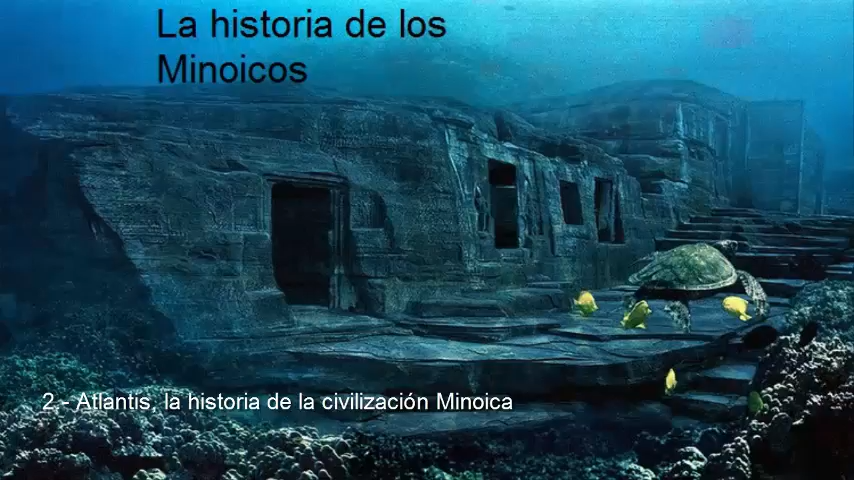 La historia de los
Minoicos
2.- Atlantis, la historia de la civilización Minoica